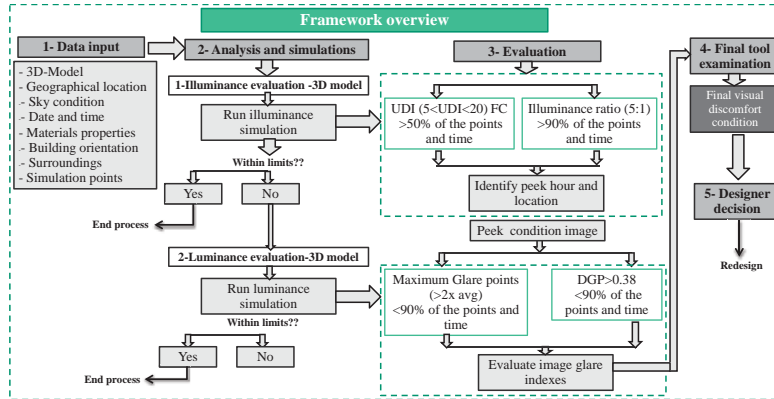 Framework overview
1- Data input
- 3D-Model
- Geographical location
- Sky condition
- Date and time
- Materials properties
- Building orientation
- Surroundings
- Simulation points
2- Analysis and simulations
1-Illuminance evaluation -3D model
Run illuminance
simulation
Within limits??
Yes
No
End process
2-Luminance evaluation-3D model
Run luminance
simulation
Within limits??
Yes
No
End process
3- Evaluation
UDI (5<UDI<20) FC
>50% of the points
and time
Illuminance ratio (5:1)
>90% of the points
and time
Identify peek hour and
location
Peek condition image
Maximum Glare points
(>2x avg)
<90% of the points and
time
DGP>0.38
<90% of the
points and time
Evaluate image glare
indexes
4- Final tool
examination
Final visual
discomfort
condition
5- Designer
decision
Redesign